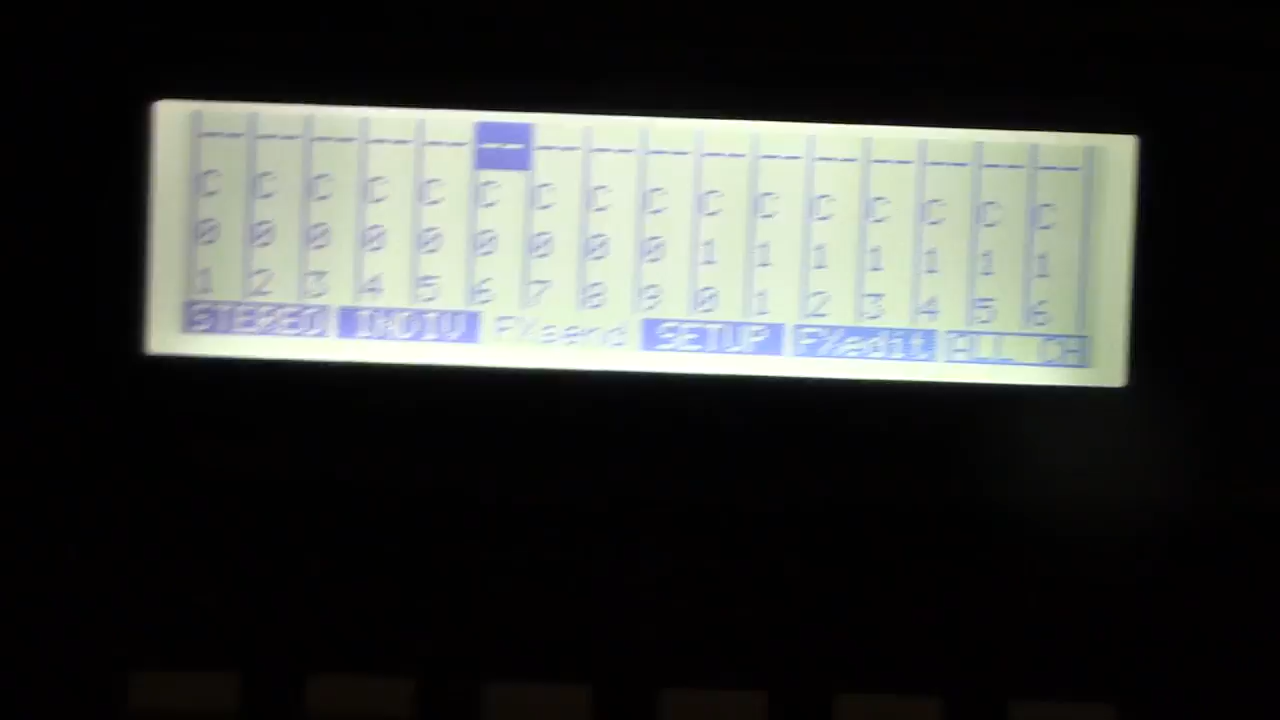 -- -- -- -- -- -- -- -- -- -- -- -- -- -- -- --
C C C C C C C C C C C C C C C C
0 0 0 0 0 0 0 0 0 1 1 1 1 1 1 1
1 2 3 4 5 6 7 8 9 0 1 2 3 4 5 6
STEREO INDIV FXsend SETUP FXedit ALL CH